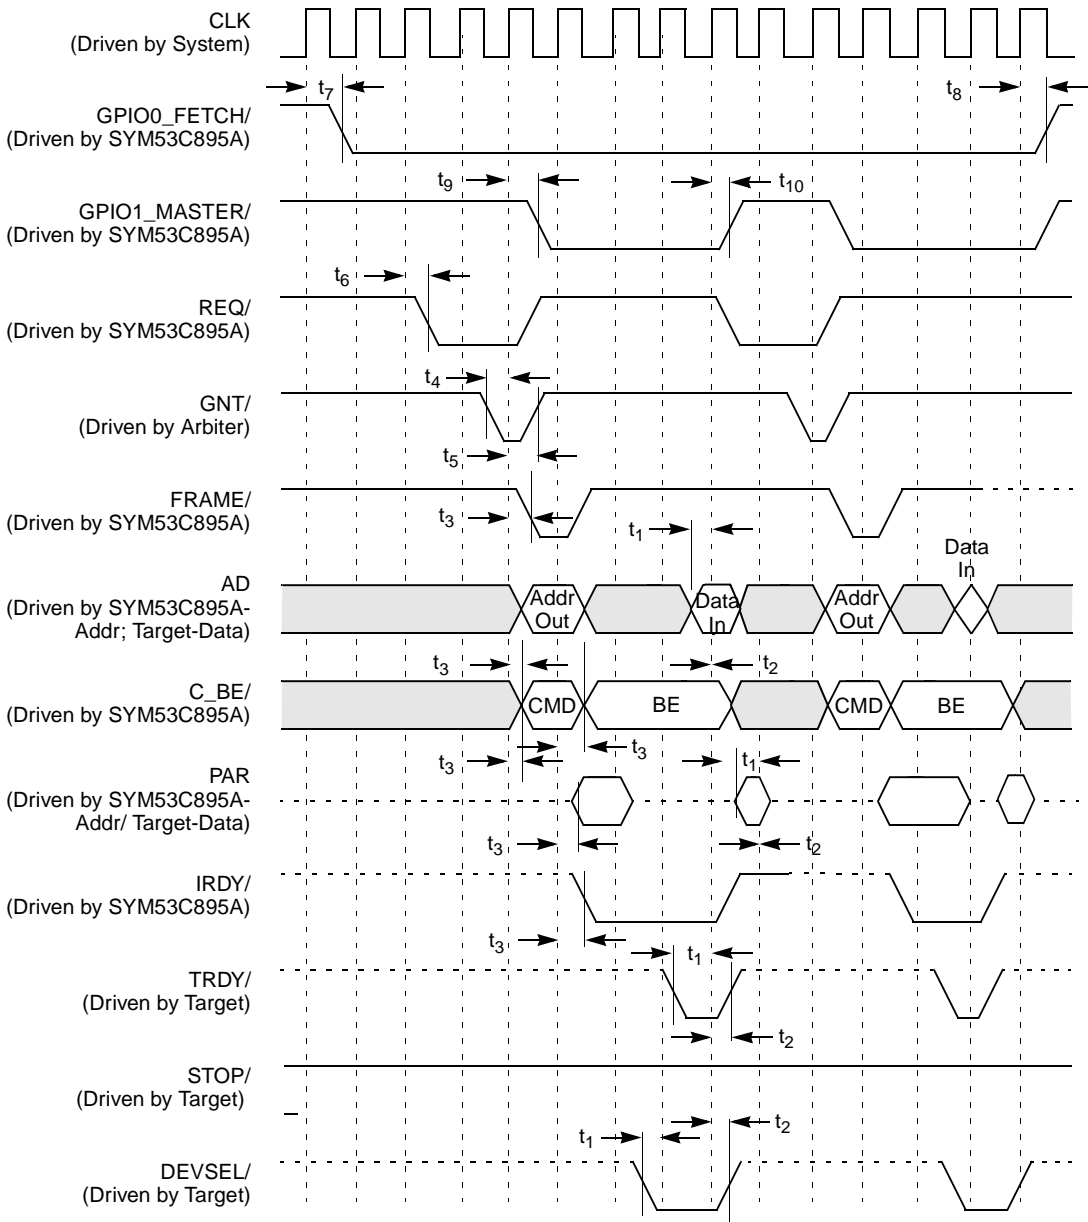 CLK
(Driven by System)
t7
t8
GPIO0_FETCH/
(Driven by SYM53C895A)
t9
t10
GPIO1_MASTER/
(Driven by SYM53C895A)
t6
REQ/
(Driven by SYM53C895A)
t4
GNT/
(Driven by Arbiter)
t5
FRAME/
(Driven by SYM53C895A)
t3
t1
Data
In
AD
(Driven by SYM53C895A-
Addr; Target-Data)
Addr
Out
Data
In
Addr
Out
t3
t2
C_BE/
(Driven by SYM53C895A)
CMD
BE
CMD
BE
t3
t3
t1
PAR
(Driven by SYM53C895A-
Addr/ Target-Data)
t3
t2
IRDY/
(Driven by SYM53C895A)
t3
t1
TRDY/
(Driven by Target)
t2
STOP/
(Driven by Target)
t2
t1
DEVSEL/
(Driven by Target)